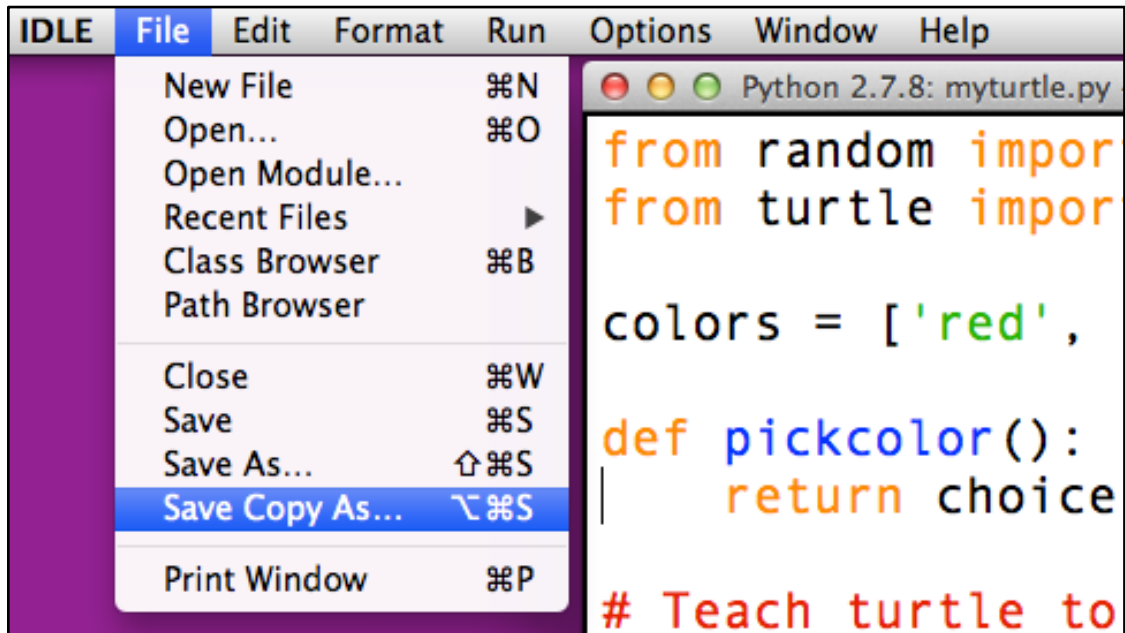 IDLE File Edit Format Run Options Window Help
New File ⌘N
Open... ⌘O
Open Module...
Recent Files ▶
Class Browser ⌘B
Path Browser
Close ⌘W
Save ⌘S
Save As... ⇧⌘S
Save Copy As... ⌥⌘S
Print Window ⌘P
Python 2.7.8: myturtle.py
from random impor
from turtle impor
colors = ['red',
def pickcolor():
    return choice
# Teach turtle to